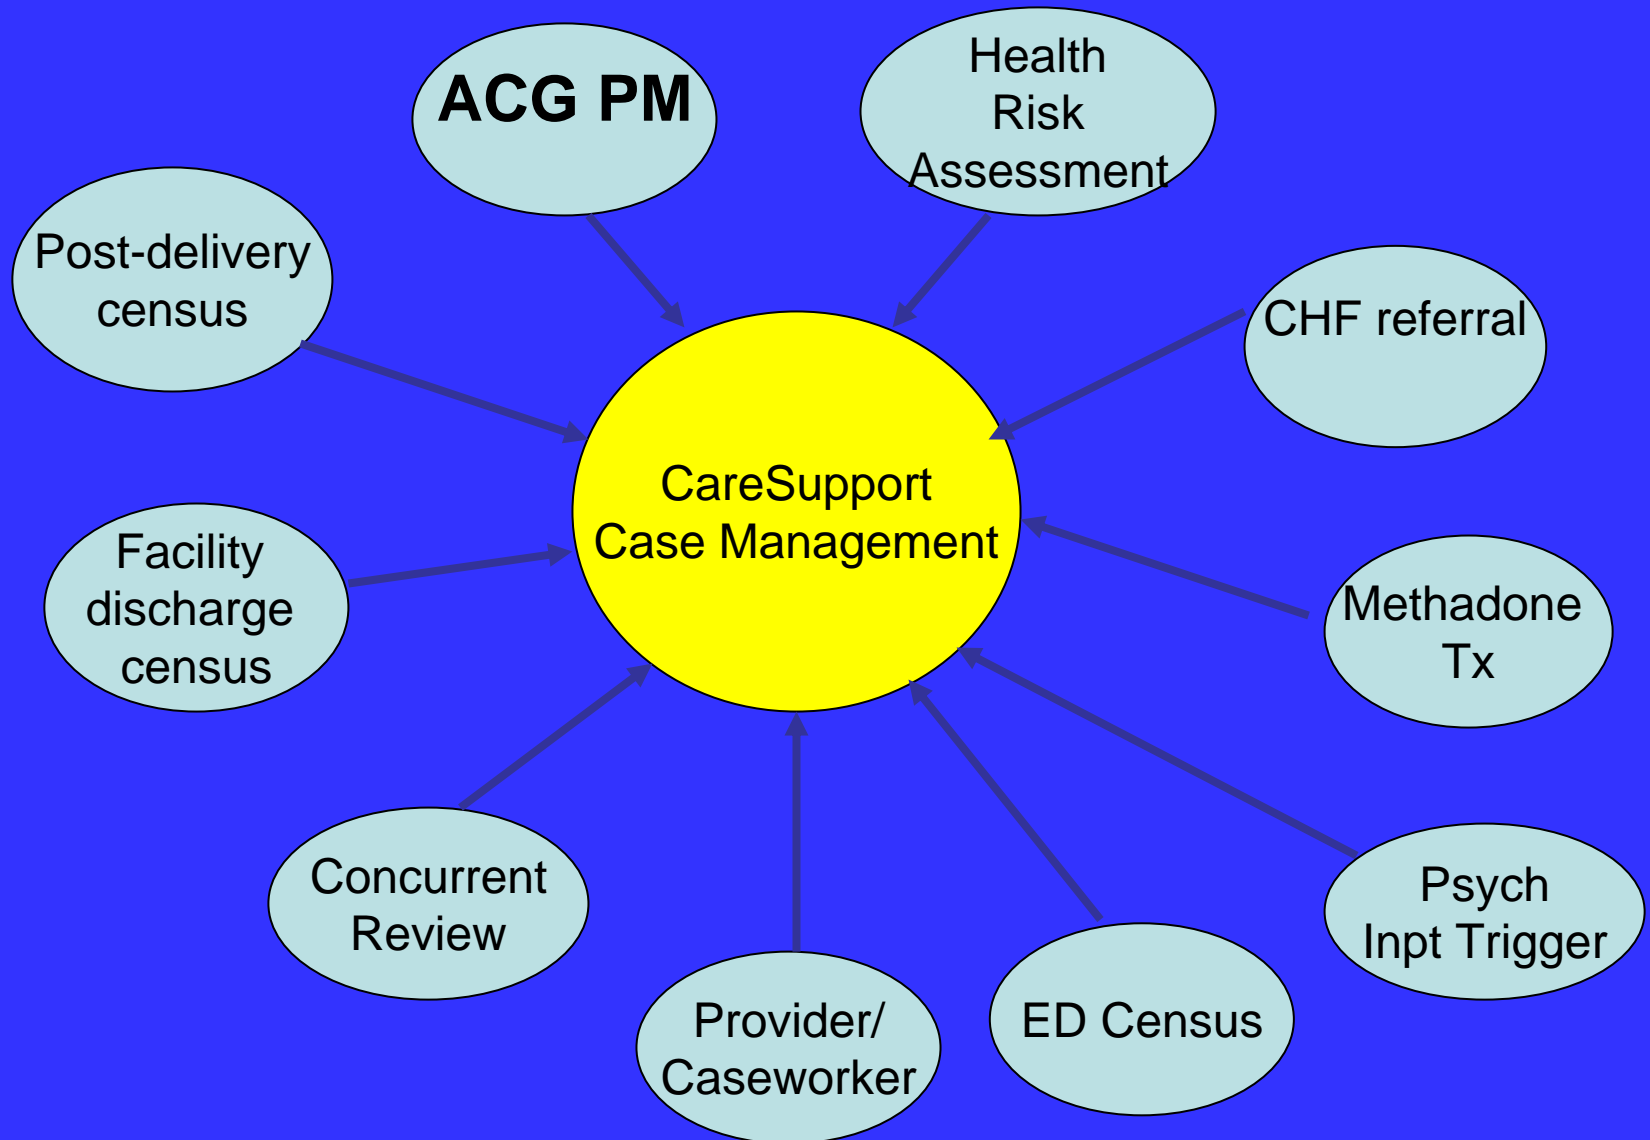 ACG PM
Health
Risk
Assessment
Post-delivery
census
CHF referral
CareSupport
Case Management
Facility
discharge
census
Methadone
Tx
Concurrent
Review
Psych
Inpt Trigger
Provider/
Caseworker
ED Census